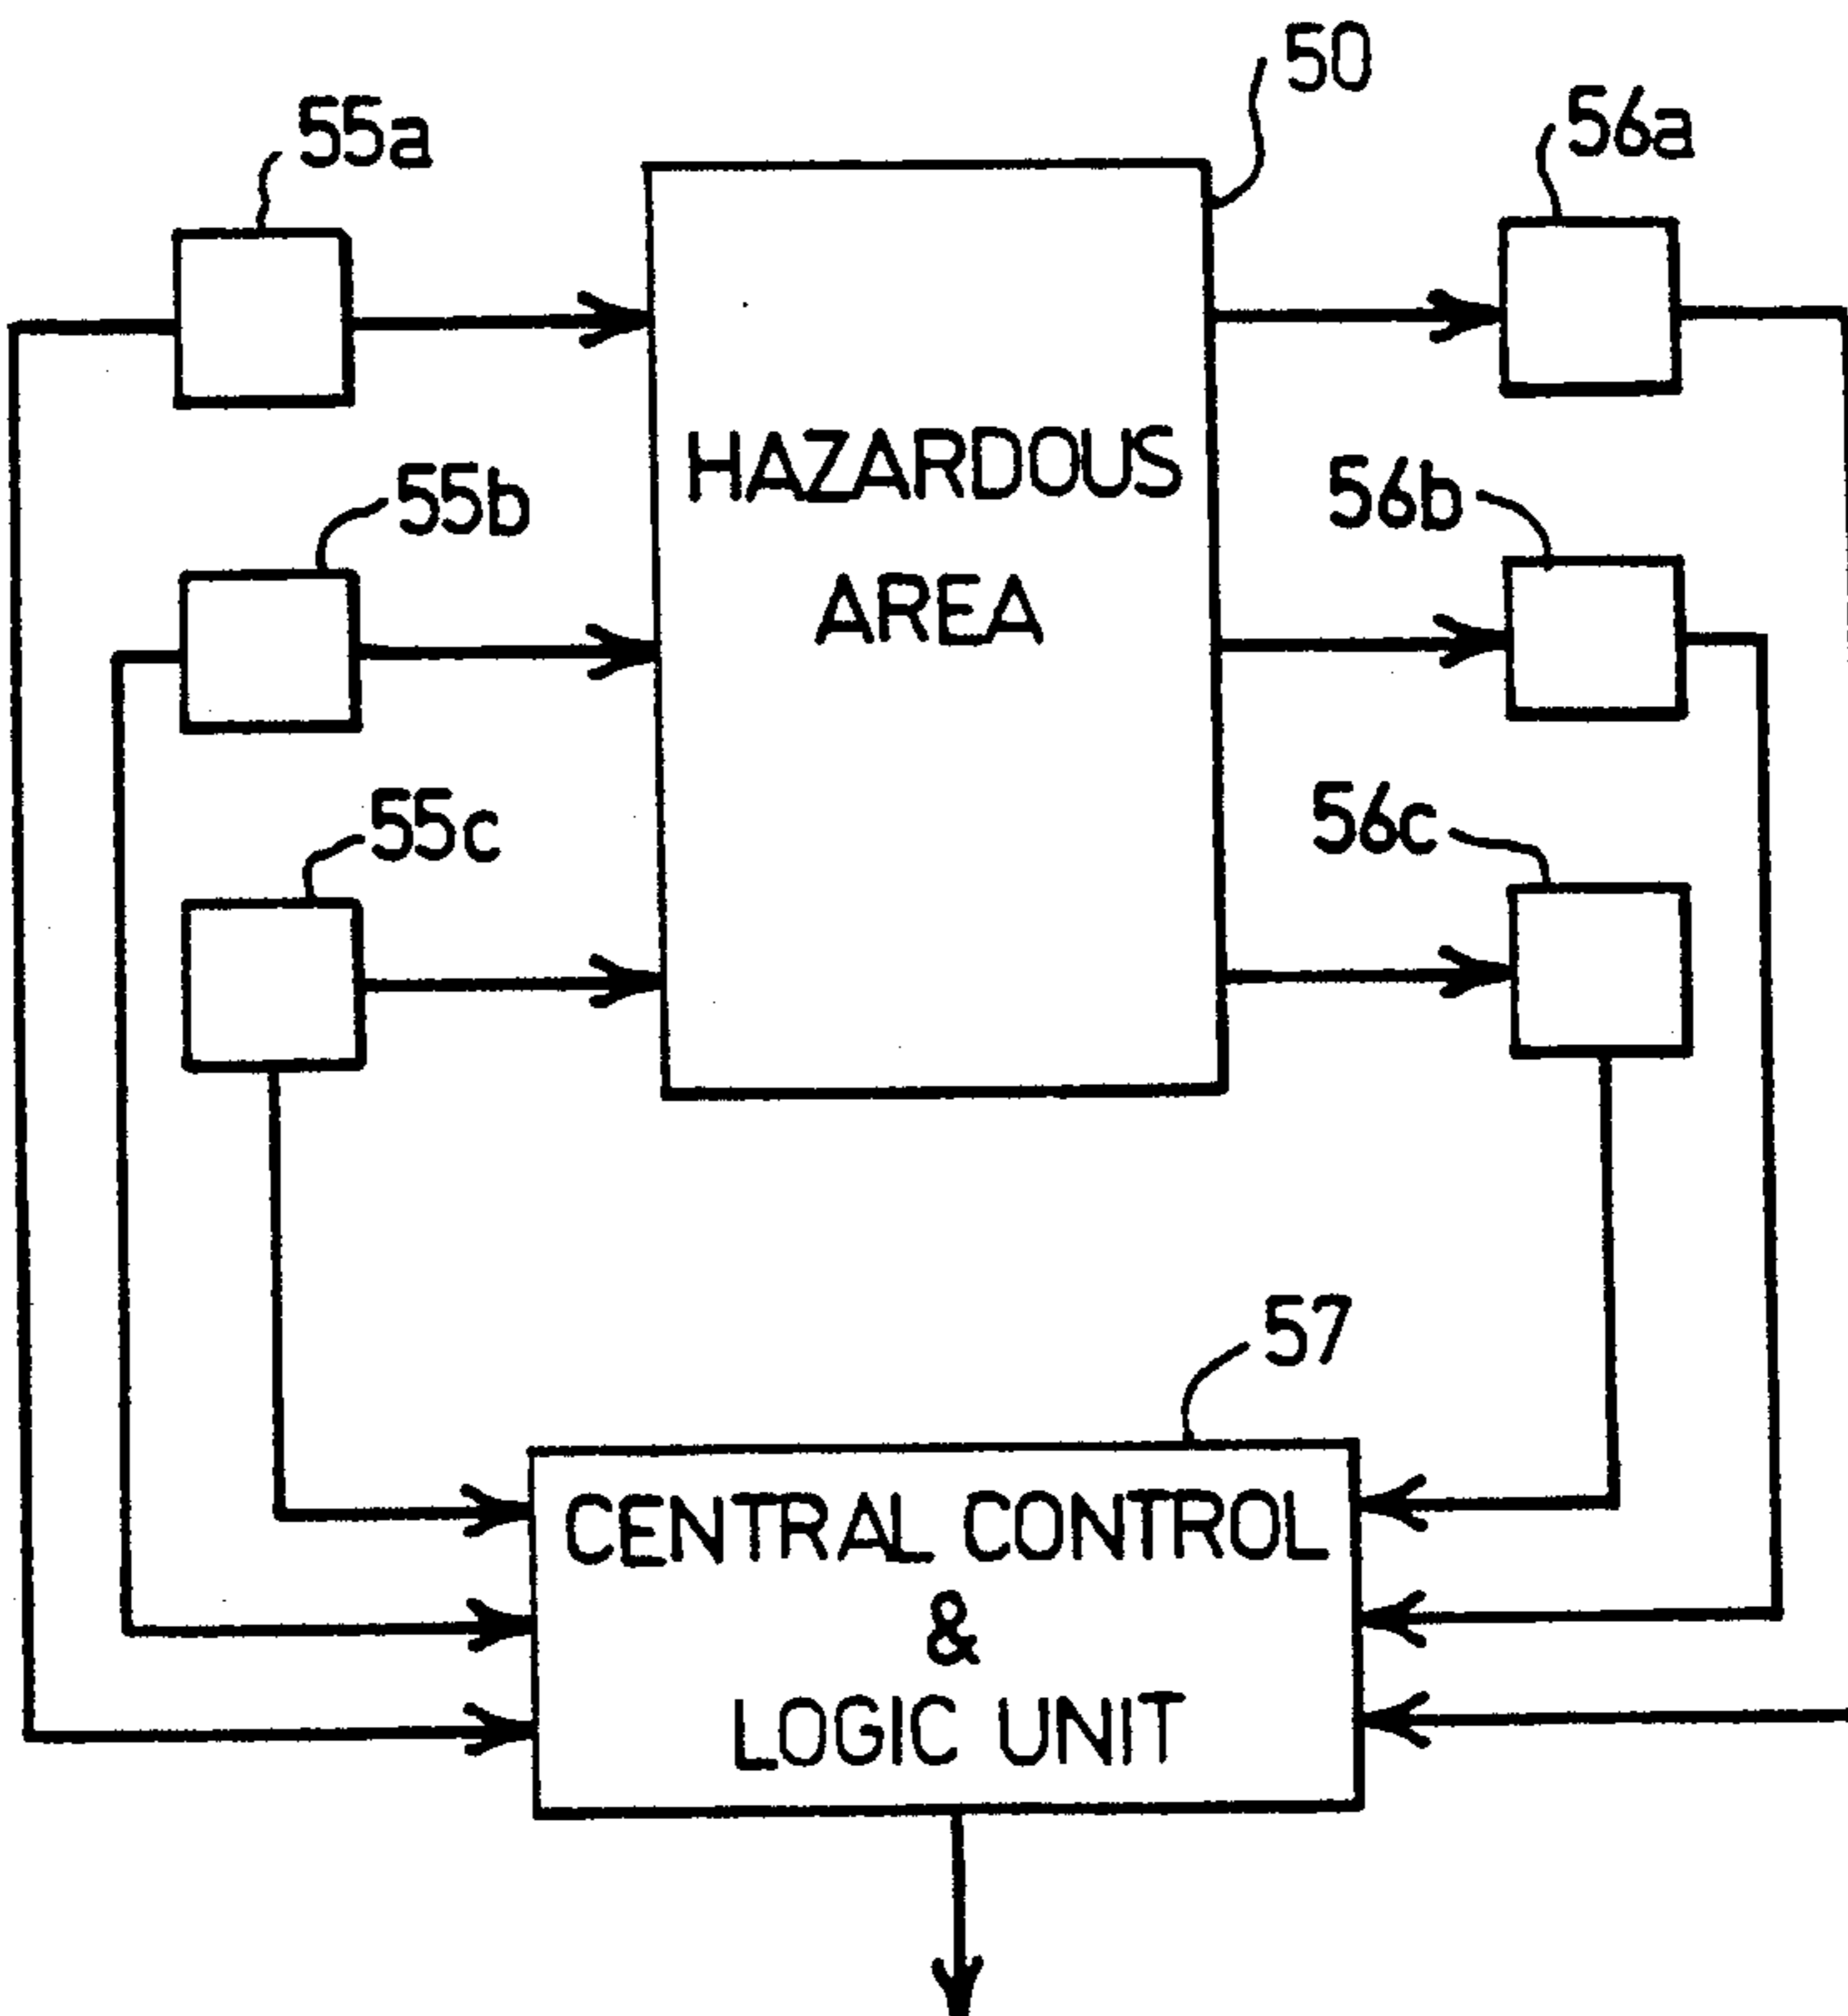 50
55a
56a
HAZARDOUS
AREA
55b
56b
55c
56c
57
CENTRAL CONTROL
&
LOGIC UNIT